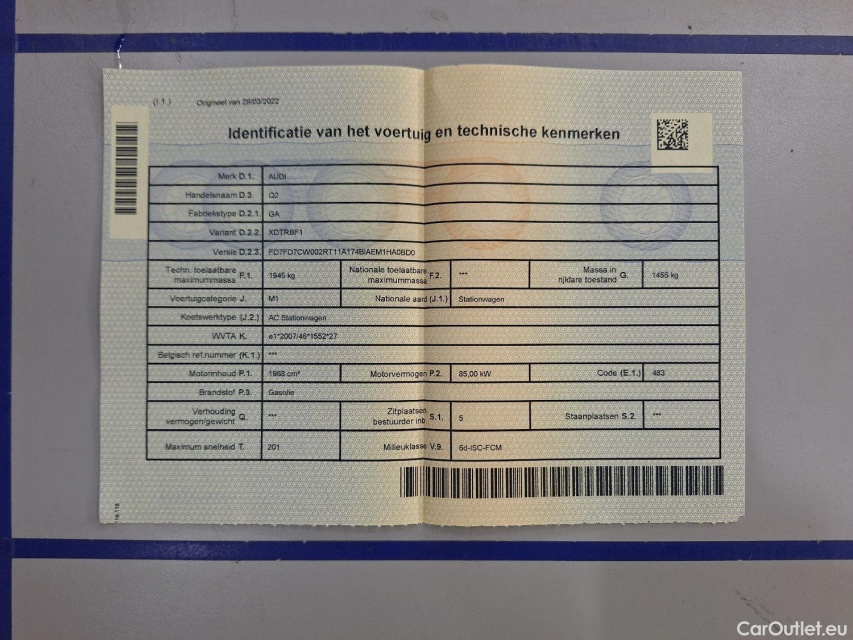 (I.1.) Origineel van 29/03/2022
Identificatie van het voertuig en technische kenmerken
Merk D.1. AUDI
Handelsnaam D.3. Q2
Fabriekstype D.2.1. GA
Variant D.2.2. XDTRBF1
Versie D.2.3. FD7FD7CW002RT11A174BIAEM1HA0BD0
Techn. toelaatbare maximummassa F.1. 1945 kg Nationale toelaatbare maximummassa F.2. *** Massa in rijklare toestand G. 1455 kg
Voertuigcategorie J. M1 Nationale aard (J.1.) Stationwagen
Koetswerktype (J.2.) AC Stationwagen
WVTA K. e1*2007/46*1552*27
Belgisch ref.nummer (K.1.) ***
Motorinhoud P.1. 1968 cm³ Motorvermogen P.2. 85,00 kW Code (E.1.) 483
Brandstof P.3. Gasolie
Verhouding vermogen/gewicht Q. *** Zitplaatsen bestuurder inb. S.1. 5 Staanplaatsen S.2. ***
Maximum snelheid T. 201 Milieuklasse V.9. 6d-ISC-FCM
CarOutlet.eu